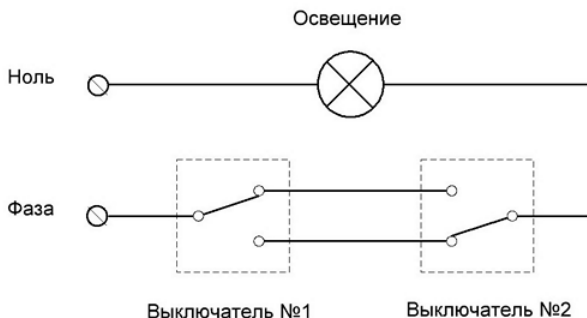 Освещение
Ноль
Фаза
Выключатель №1
Выключатель №2